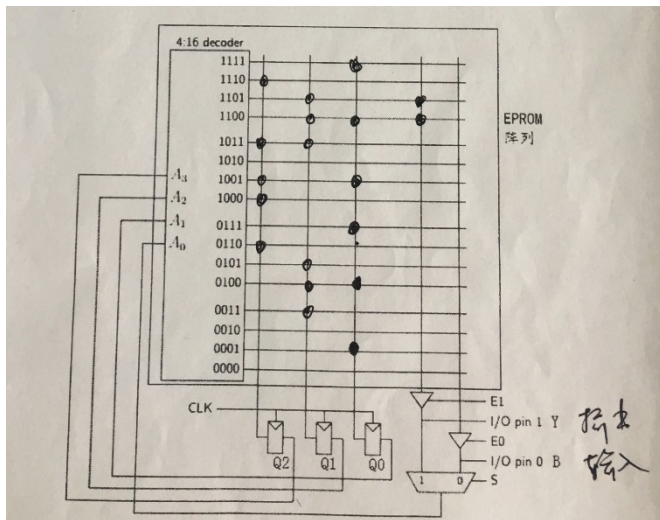 4:16 decoder
1111
1110
1101
1100
1011
1010
1001
1000
0111
0110
0101
0100
0011
0010
0001
0000
A3
A2
A1
A0
EPROM
阵列
CLK
Q2
Q1
Q0
E1
I/O pin 1 Y 输出
E0
I/O pin 0 B 输入
1 0
S